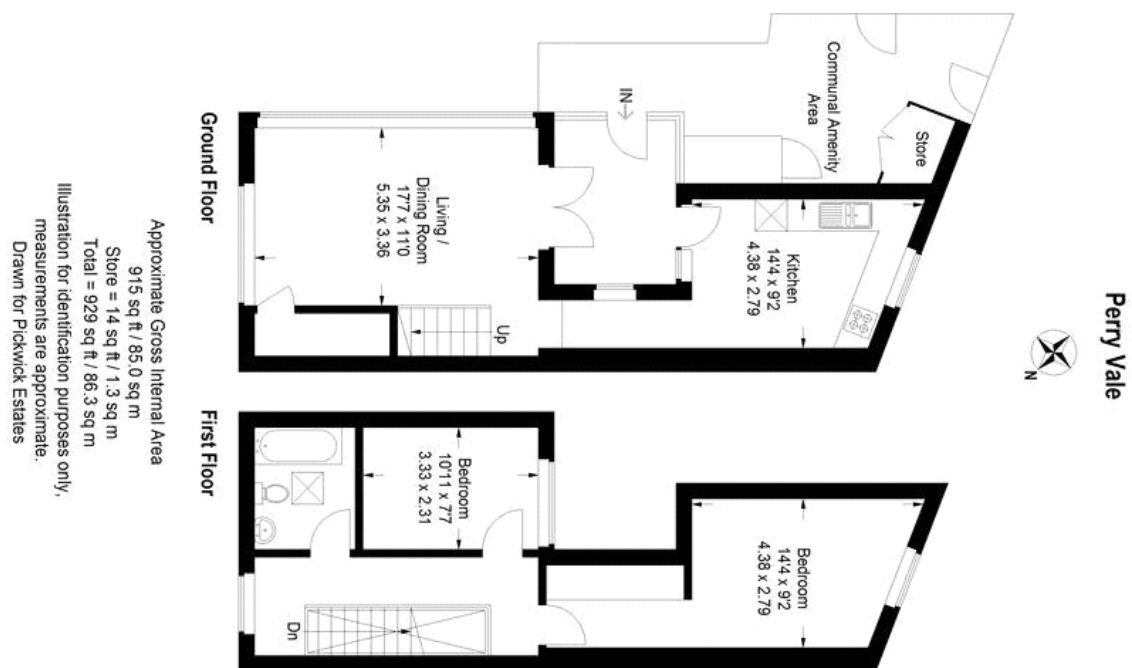 Perry Vale
N
Communal Amenity
Area
Store
IN
Kitchen
14'4 x 9'2
4.38 x 2.79
Living /
Dining Room
17'7 x 11'0
5.35 x 3.36
Up
Ground Floor
Bedroom
14'4 x 9'2
4.38 x 2.79
Bedroom
10'11 x 7'7
3.33 x 2.31
Dn
First Floor
Approximate Gross Internal Area
915 sq ft / 85.0 sq m
Store = 14 sq ft / 1.3 sq m
Total = 929 sq ft / 86.3 sq m
Illustration for identification purposes only,
measurements are approximate.
Drawn for Pickwick Estates